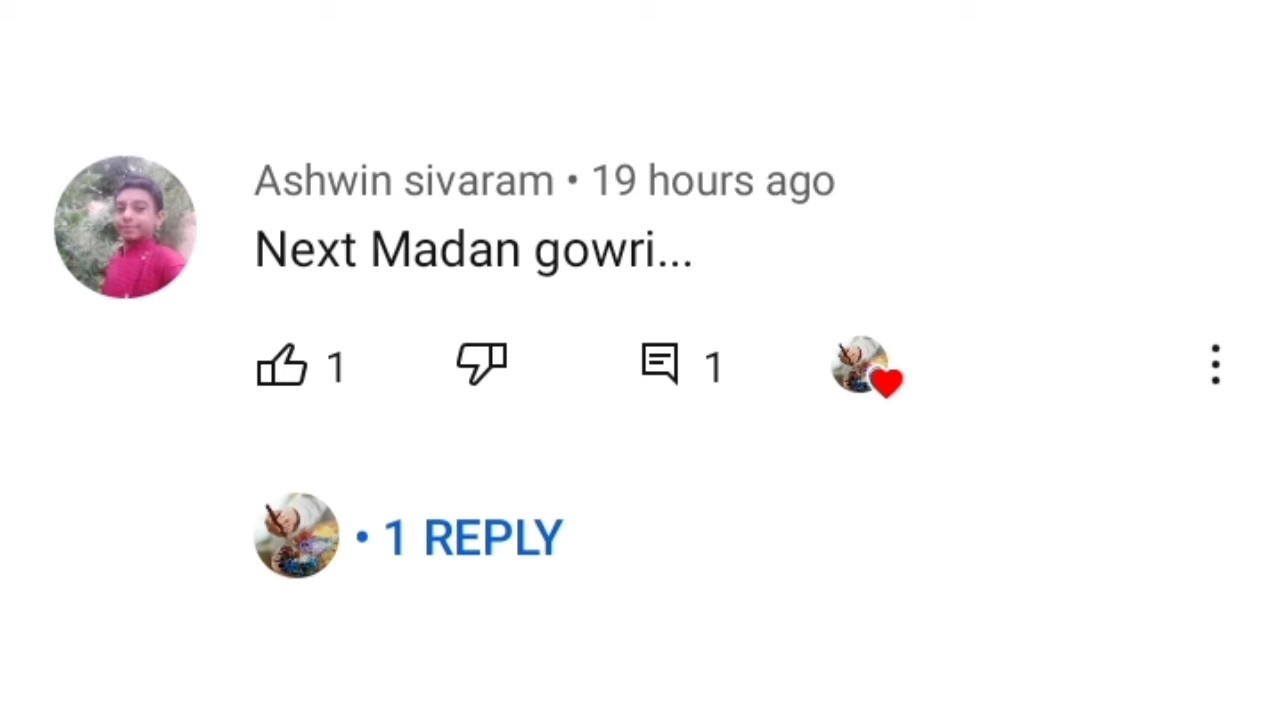 Ashwin sivaram • 19 hours ago
Next Madan gowri...
1 1
• 1 REPLY